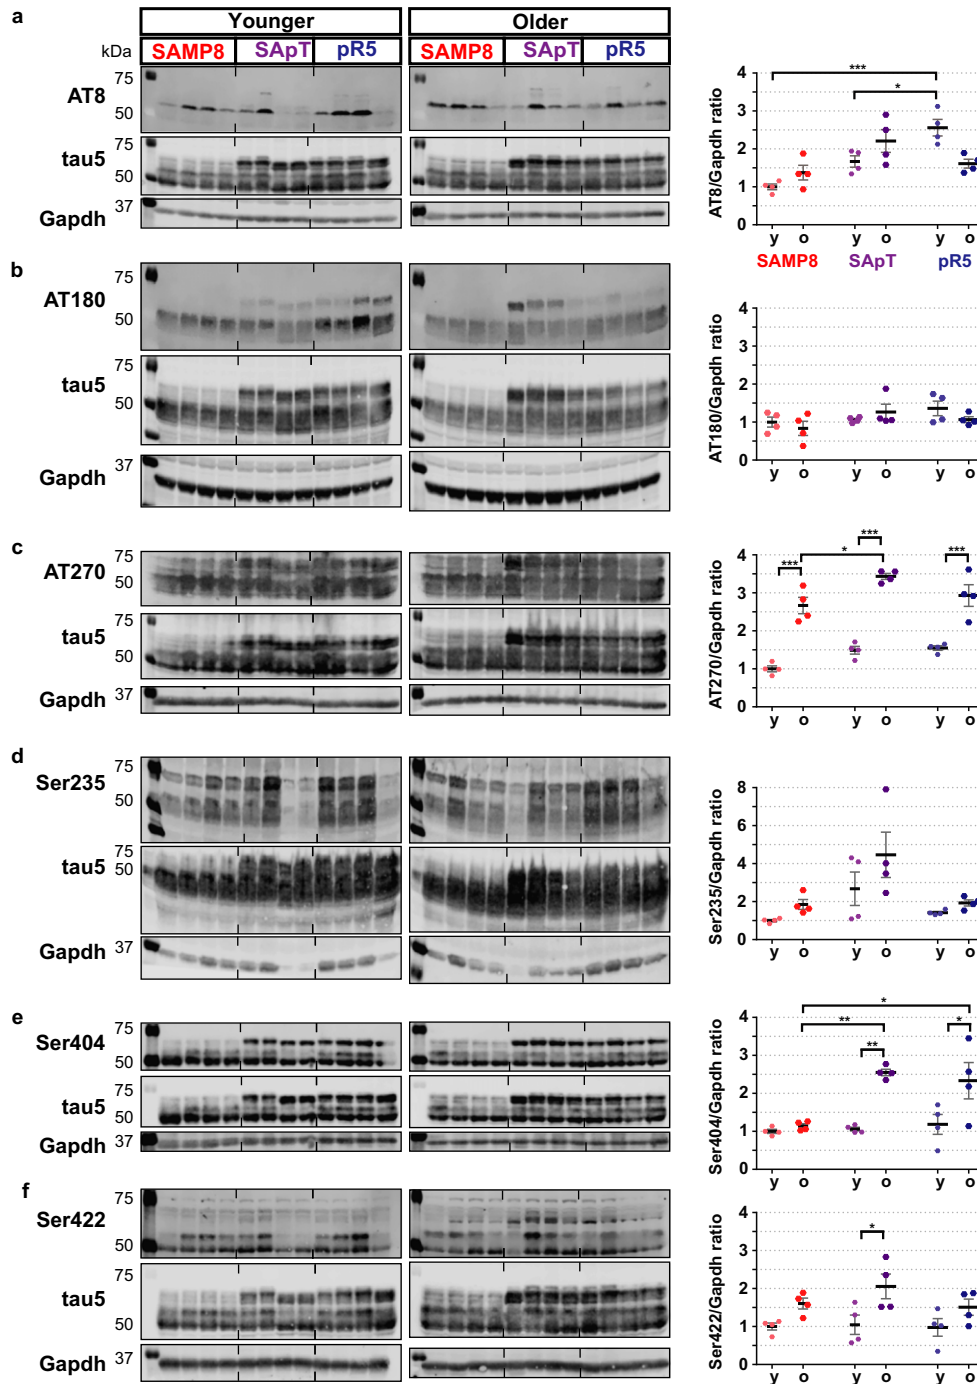 a
Younger
Older
kDa
SAMP8
SApT
pR5
SAMP8
SApT
pR5
AT8
75
50
tau5
75
50
Gapdh
37
AT8/Gapdh ratio
4
3
2
1
0
***
*
y
o
y
o
y
o
SAMP8
SApT
pR5
b
AT180
75
50
tau5
75
50
Gapdh
37
AT180/Gapdh ratio
4
3
2
1
0
y
o
y
o
y
o
c
AT270
75
50
tau5
75
50
Gapdh
37
AT270/Gapdh ratio
4
3
2
1
0
***
*
***
***
y
o
y
o
y
o
d
Ser235
75
50
tau5
75
50
Gapdh
37
Ser235/Gapdh ratio
8
6
4
2
0
y
o
y
o
y
o
e
Ser404
75
50
tau5
75
50
Gapdh
37
Ser404/Gapdh ratio
4
3
2
1
0
*
**
**
*
y
o
y
o
y
o
f
Ser422
75
50
tau5
75
50
Gapdh
37
Ser422/Gapdh ratio
4
3
2
1
0
*
y
o
y
o
y
o